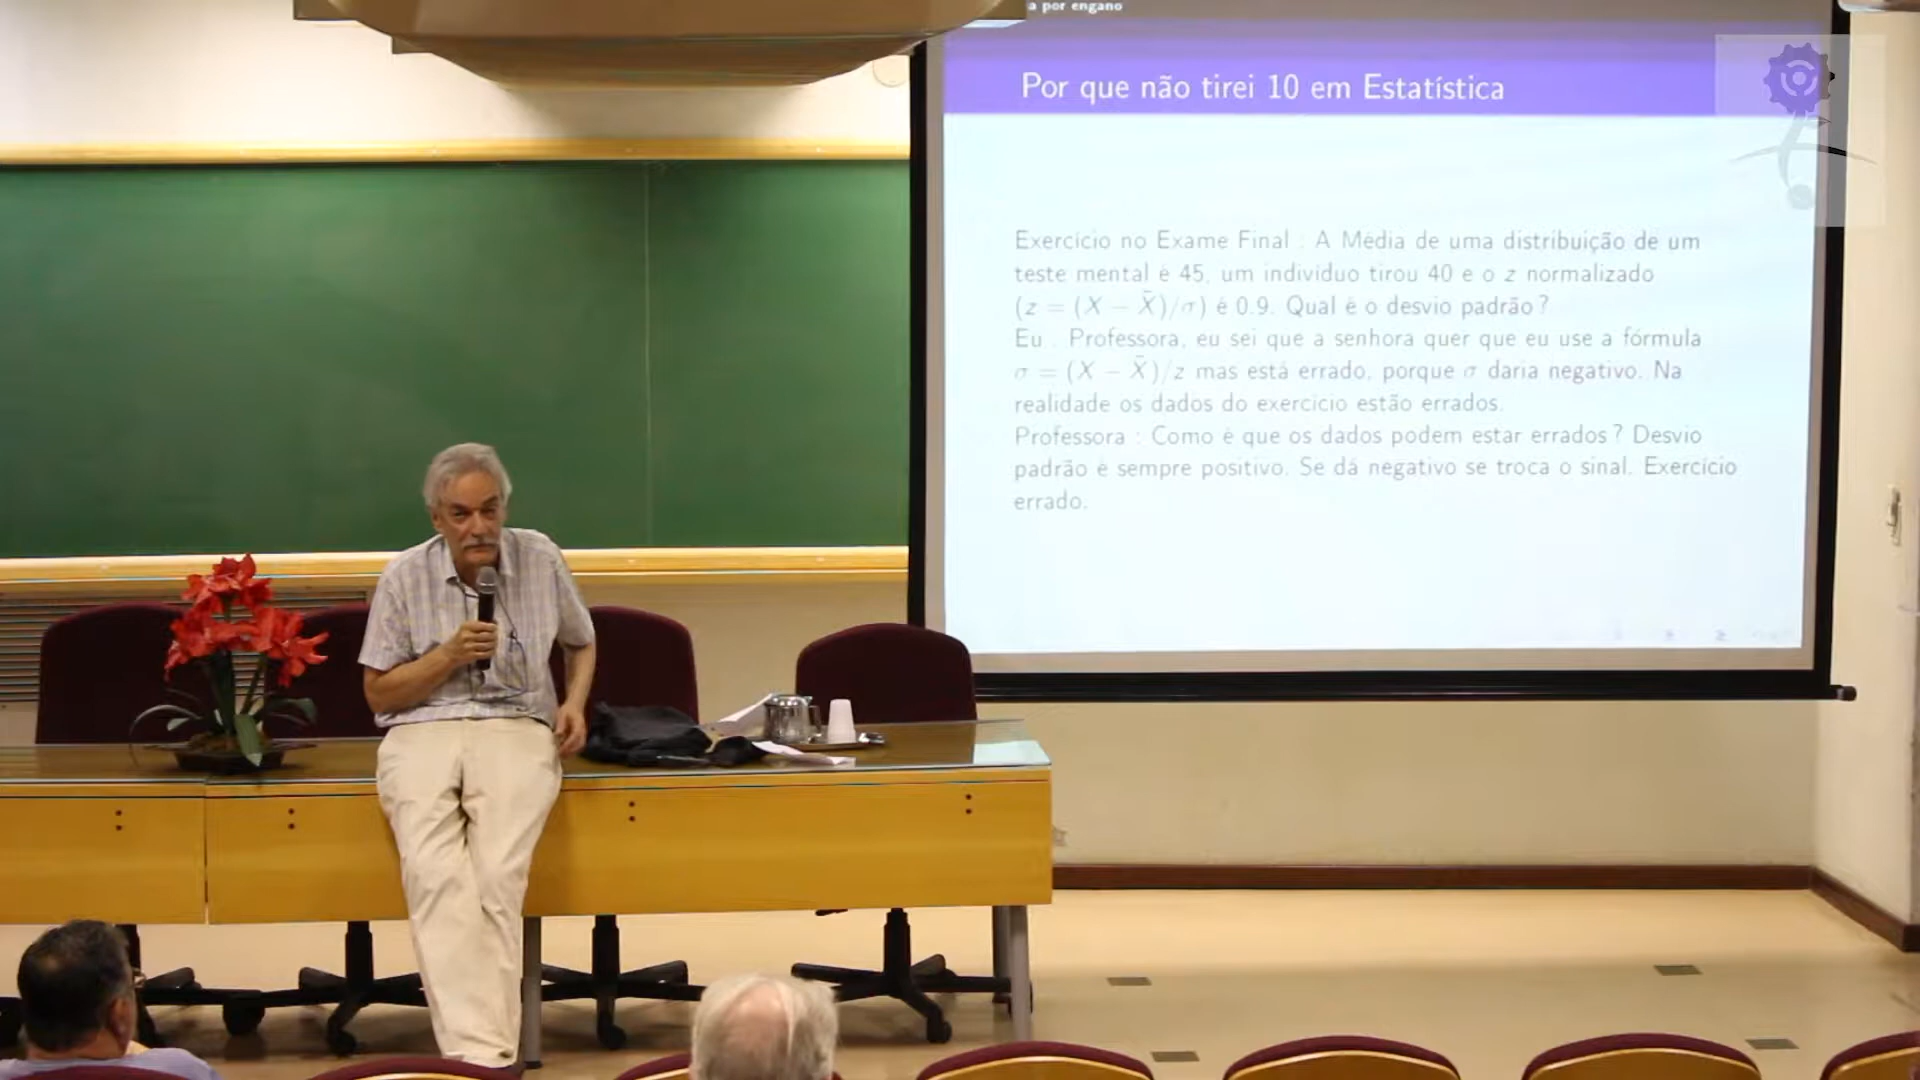 a por engano
Por que não tirei 10 em Estatística
Exercício no Exame Final : A Média de uma distribuição de um
teste mental é 45, um indivíduo tirou 40 e o z normalizado
(z = (X − X̄)/σ) é 0.9. Qual é o desvio padrão ?
Eu : Professora, eu sei que a senhora quer que eu use a fórmula
σ = (X − X̄)/z mas está errado, porque σ daria negativo. Na
realidade os dados do exercício estão errados.
Professora : Como é que os dados podem estar errados ? Desvio
padrão é sempre positivo. Se dá negativo se troca o sinal. Exercício
errado.